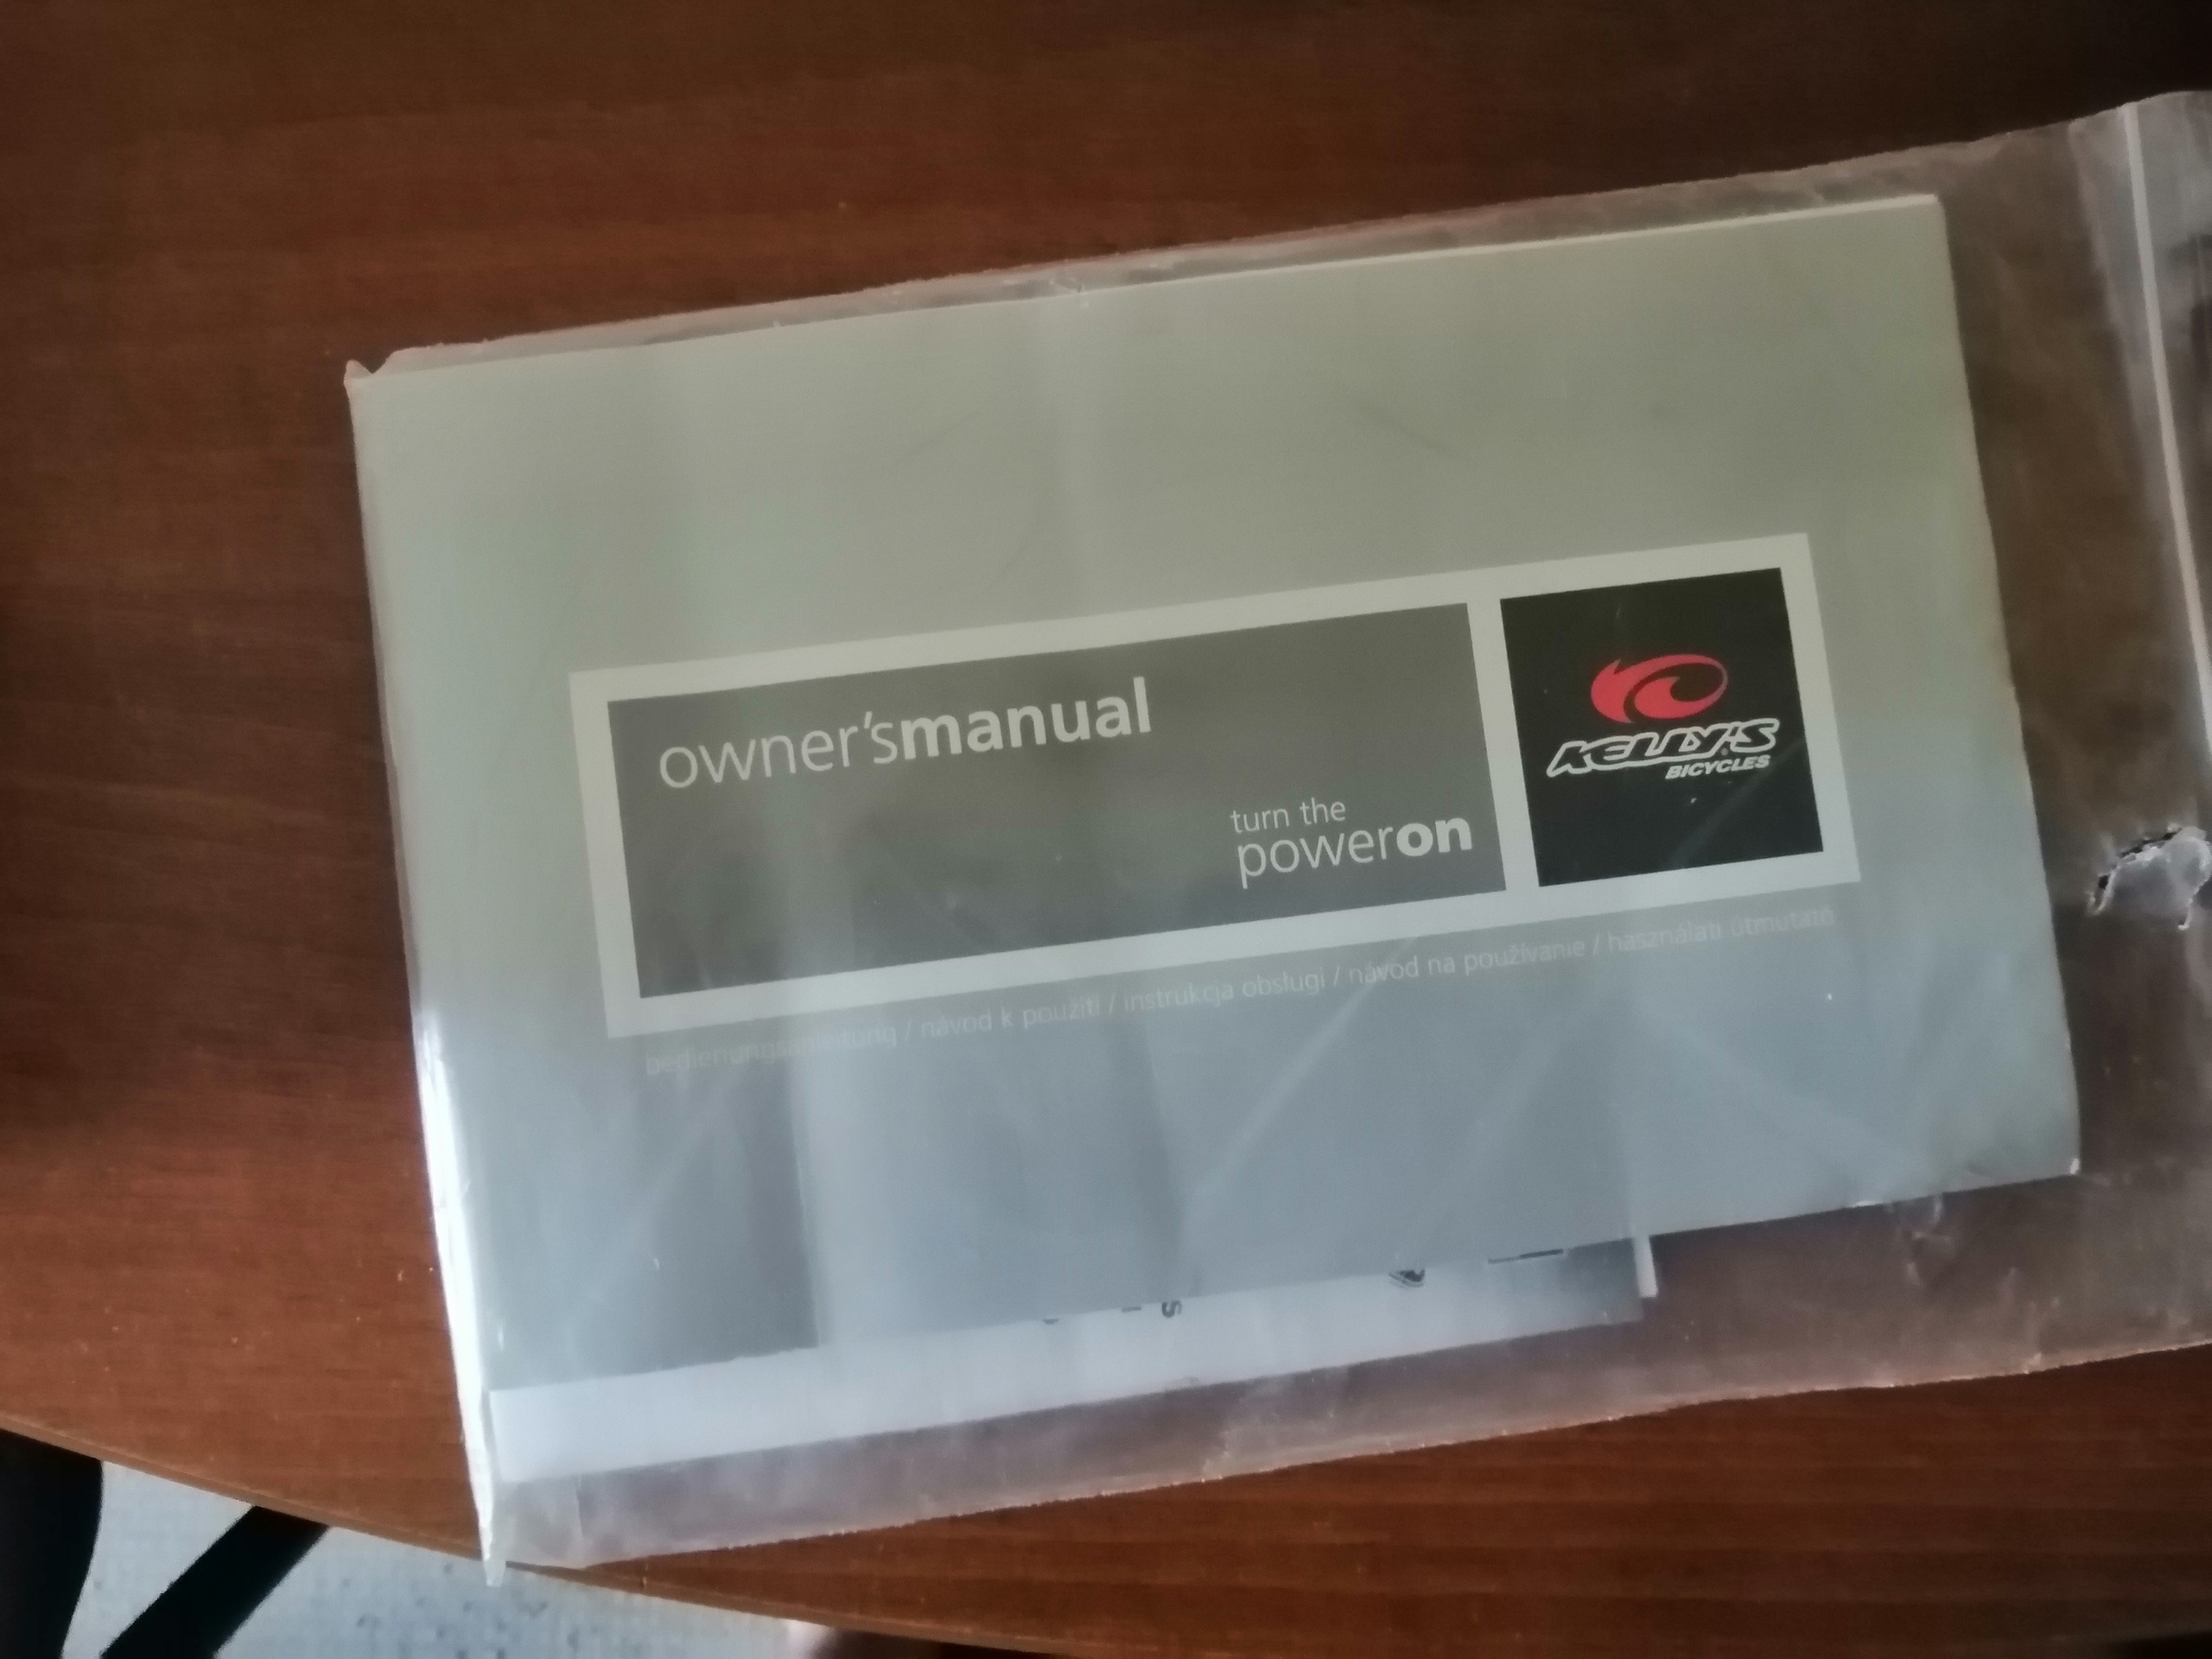 owner'smanual
turn the
poweron
KELLY'S
BICYCLES
bedienungsanleitung / návod k použití / instrukcja obsługi / návod na používanie / használati útmutató